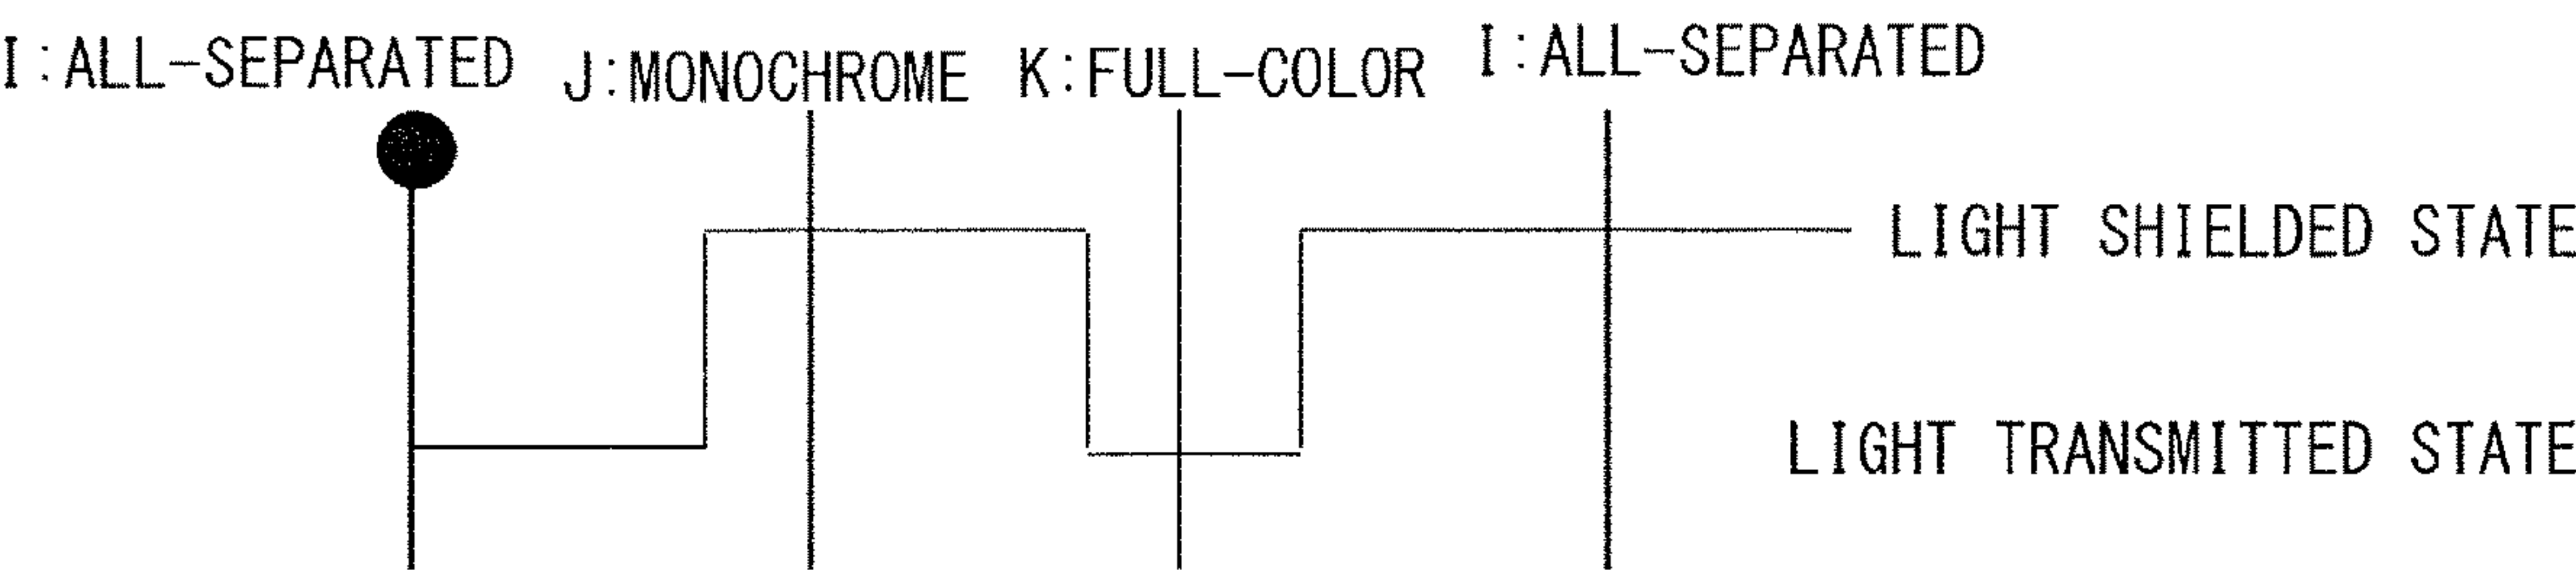 I:ALL-SEPARATED
J:MONOCHROME
K:FULL-COLOR
I:ALL-SEPARATED
LIGHT SHIELDED STATE
LIGHT TRANSMITTED STATE